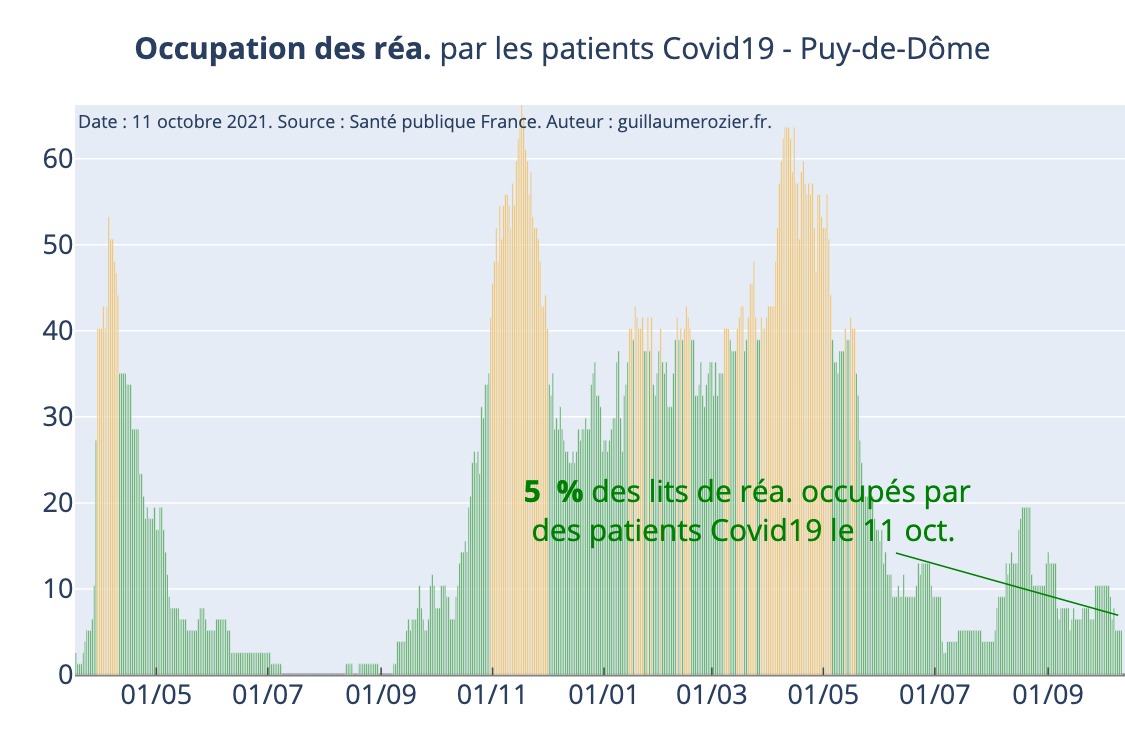 Occupation des réa. par les patients Covid19 - Puy-de-Dôme
Date : 11 octobre 2021. Source : Santé publique France. Auteur : guillaumerozier.fr.
60
50
40
30
20
10
0
5 % des lits de réa. occupés par
des patients Covid19 le 11 oct.
01/05 01/07 01/09 01/11 01/01 01/03 01/05 01/07 01/09